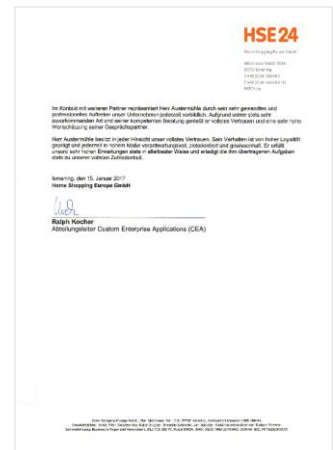 HSE24
Im Kontakt mit weiteren Partner repräsentiert Herr Austermühle durch sein sehr gewandtes und
professionelles Auftreten unser Unternehmen jederzeit vorbildlich. Aufgrund seiner stets sehr
zuvorkommenden Art und seiner kompetenten Beratung genießt er vollstes Vertrauen und eine sehr hohe
Wertschätzung seiner Gesprächspartner.
Herr Austermühle besitzt in jeder Hinsicht unser vollstes Vertrauen. Sein Verhalten ist von hoher Loyalität
geprägt und jederzeit in hohem Maße verantwortungsvoll, zielorientiert und gewissenhaft. Er erfüllt
unsere sehr hohen Erwartungen stets in allerbester Weise und erledigt die ihm übertragenen Aufgaben
stets zu unserer vollsten Zufriedenheit.
Ismaning, den 15. Januar 2017
Home Shopping Europe GmbH
Ralph Kocher
Abteilungsleiter Custom Enterprise Applications (CEA)